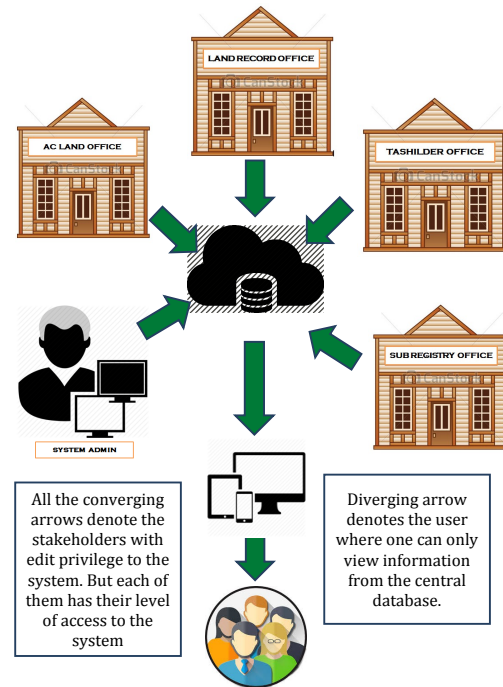 LAND RECORD OFFICE
CanStock
AC LAND OFFICE
TASHILDER OFFICE
CanStock
SUB REGISTRY OFFICE
SYSTEM ADMIN
All the converging
arrows denote the
stakeholders with
edit privilege to the
system. But each of
them has their level
of access to the
system
Diverging arrow
denotes the user
where one can only
view information
from the central
database.